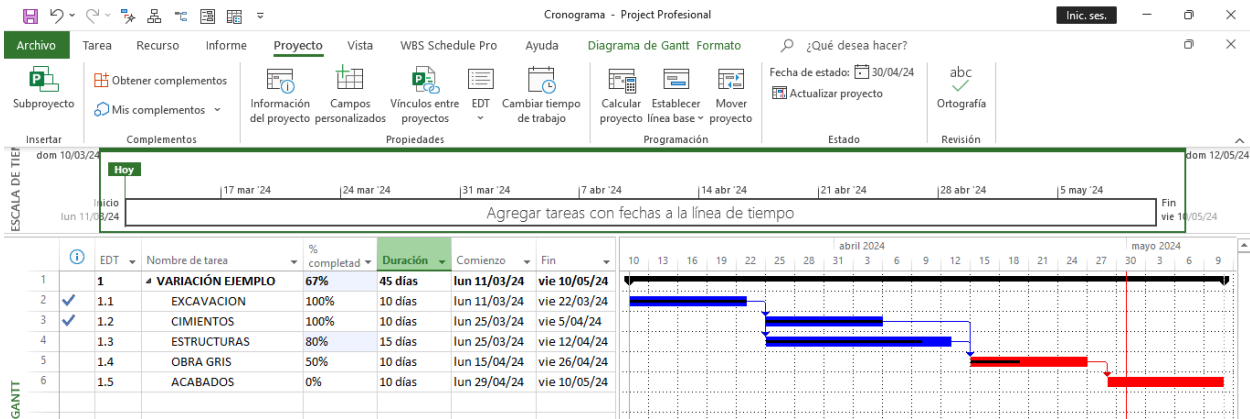 Cronograma - Project Profesional
Inic. ses.
Archivo Tarea Recurso Informe Proyecto Vista WBS Schedule Pro Ayuda Diagrama de Gantt Formato ¿Qué desea hacer?
Subproyecto
Obtener complementos
Mis complementos
Información del proyecto
Campos personalizados
Vínculos entre proyectos
EDT
Cambiar tiempo de trabajo
Calcular proyecto
Establecer línea base
Mover proyecto
Fecha de estado: 30/04/24
Actualizar proyecto
abc
Ortografía
Insertar Complementos Propiedades Programación Estado Revisión
ESCALA DE TIEM
dom 10/03/24
dom 12/05/24
Hoy
17 mar '24 24 mar '24 31 mar '24 7 abr '24 14 abr '24 21 abr '24 28 abr '24 5 may '24
Inicio
lun 11/03/24
Agregar tareas con fechas a la línea de tiempo
Fin
vie 10/05/24
EDT Nombre de tarea % completad Duración Comienzo Fin
abril 2024 mayo 2024
10 13 16 19 22 25 28 31 3 6 9 12 15 18 21 24 27 30 3 6 9
1 1 VARIACIÓN EJEMPLO 67% 45 días lun 11/03/24 vie 10/05/24
2 1.1 EXCAVACION 100% 10 días lun 11/03/24 vie 22/03/24
3 1.2 CIMIENTOS 100% 10 días lun 25/03/24 vie 5/04/24
4 1.3 ESTRUCTURAS 80% 15 días lun 25/03/24 vie 12/04/24
5 1.4 OBRA GRIS 50% 10 días lun 15/04/24 vie 26/04/24
6 1.5 ACABADOS 0% 10 días lun 29/04/24 vie 10/05/24
GANTT